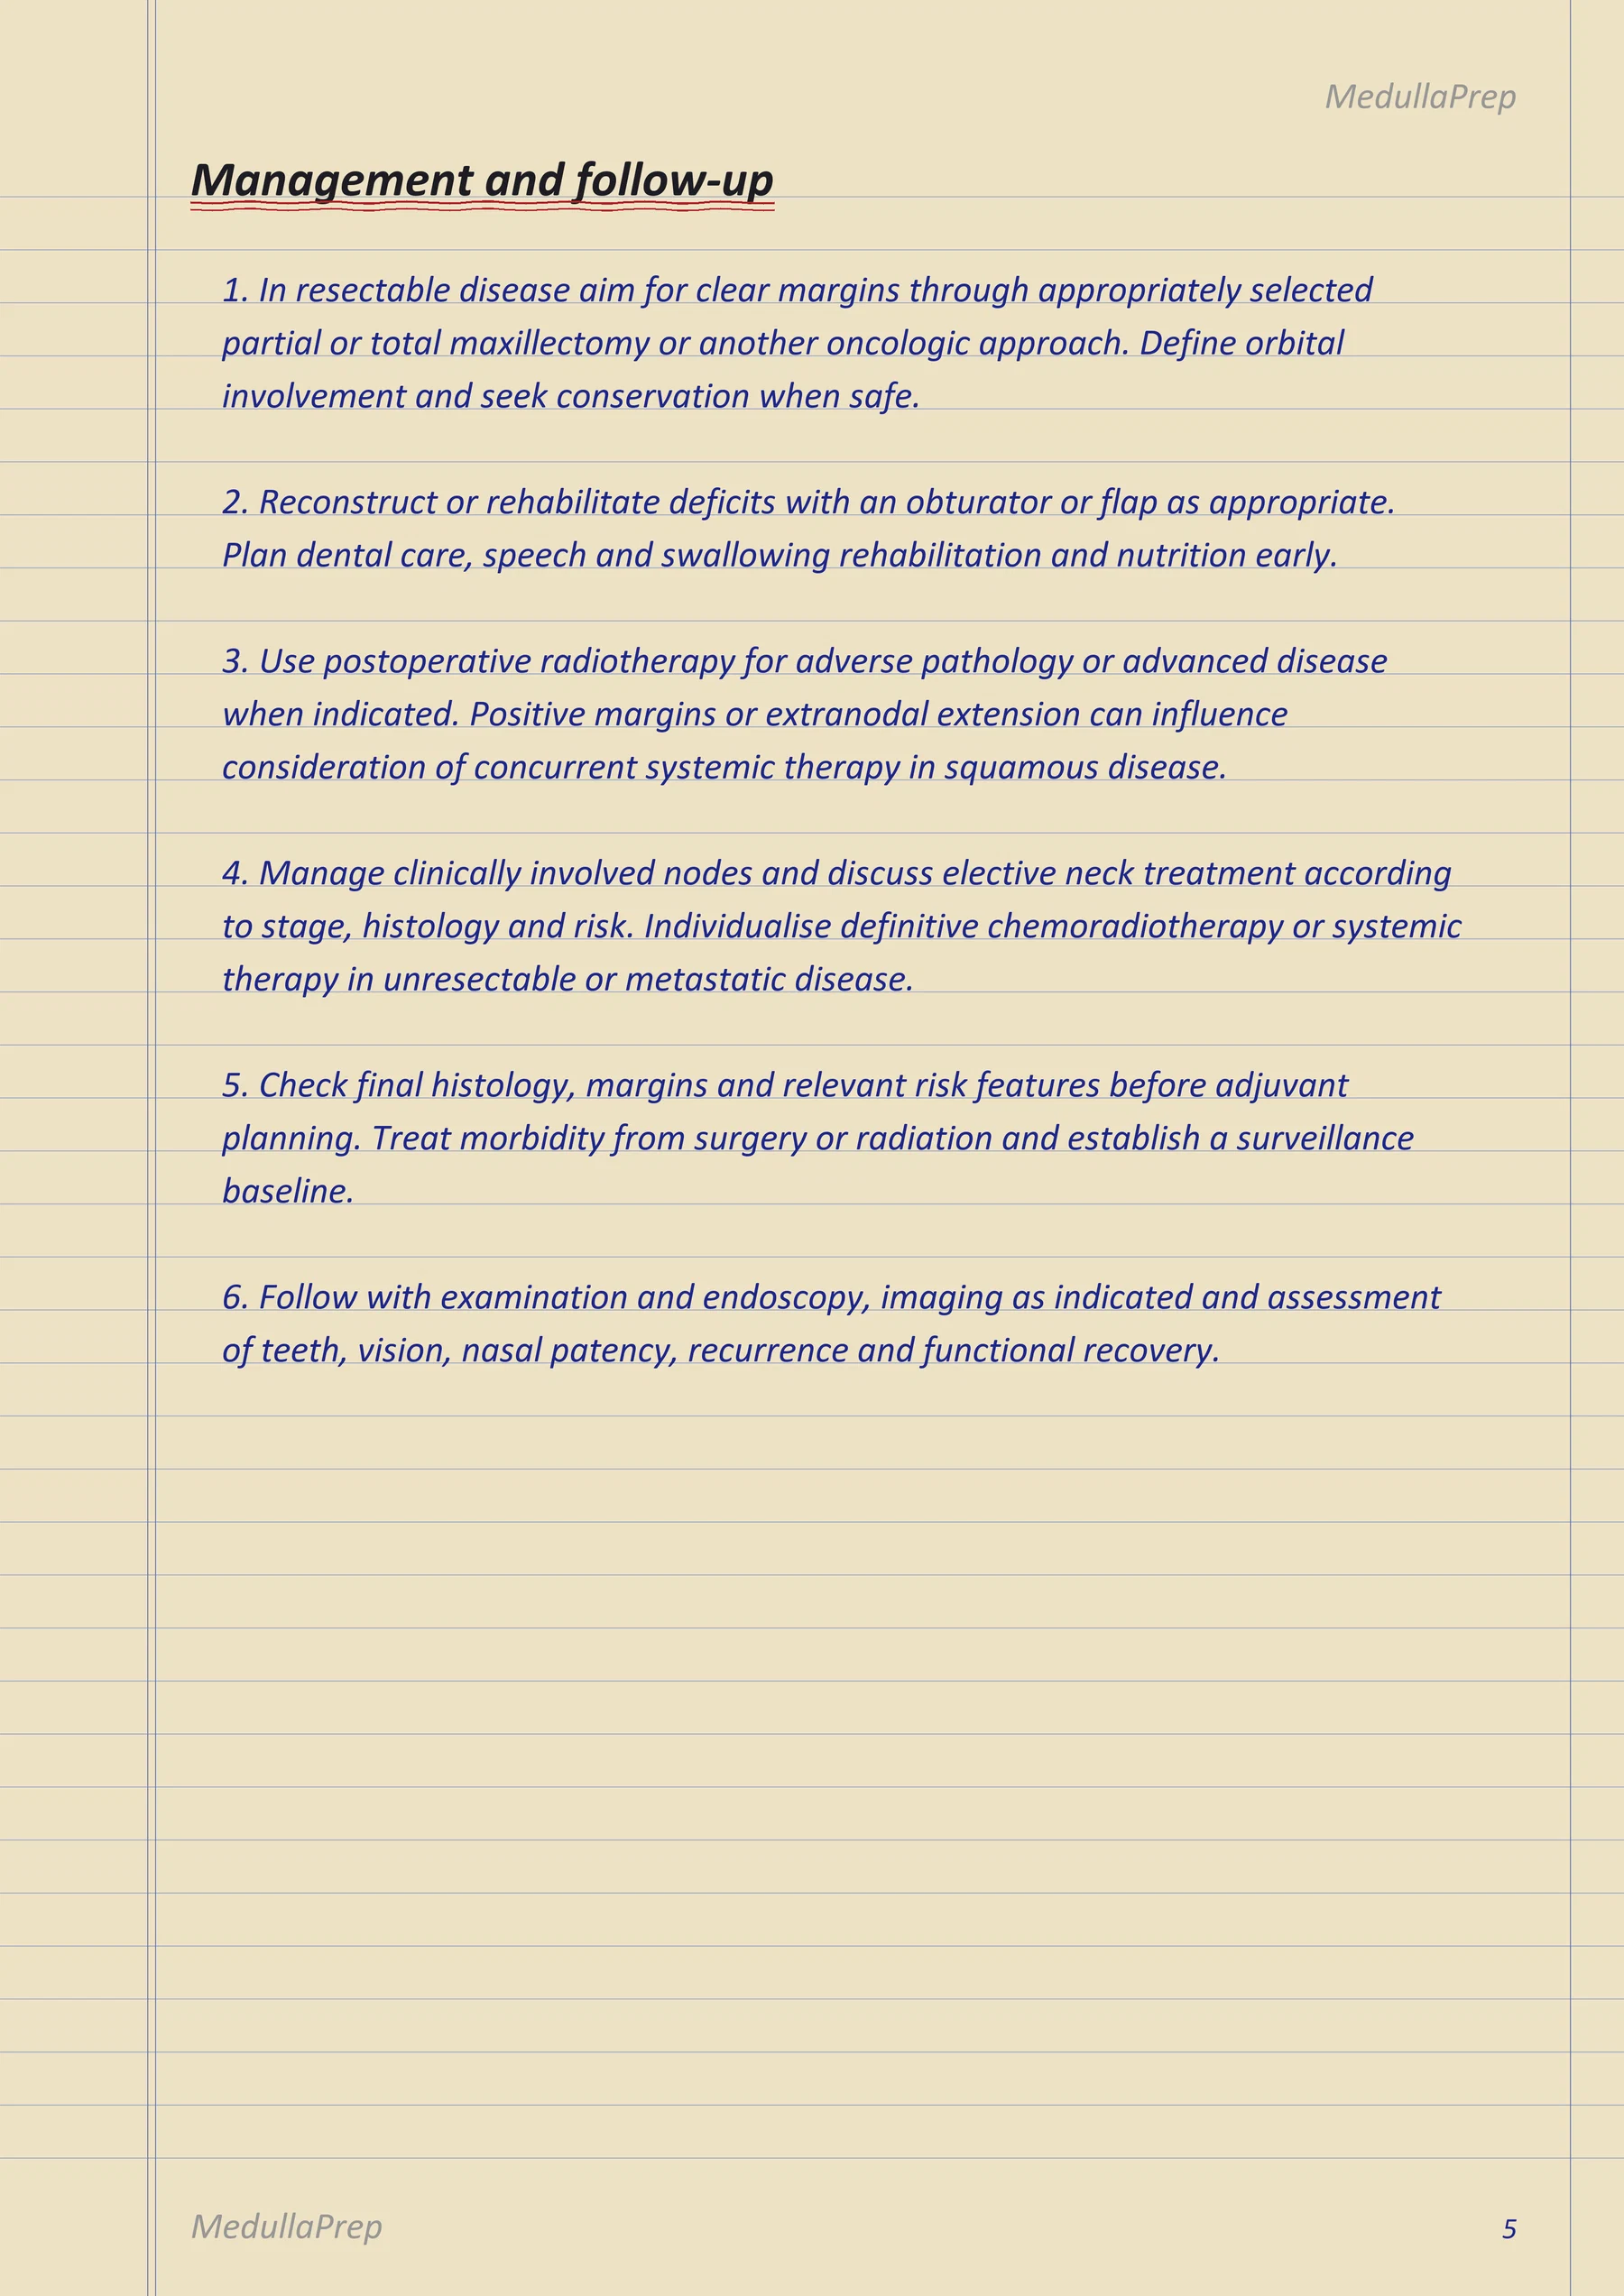 MedullaPrep
Management and follow-up
1. In resectable disease aim for clear margins through appropriately selected
partial or total maxillectomy or another oncologic approach. Define orbital
involvement and seek conservation when safe.
2. Reconstruct or rehabilitate deficits with an obturator or flap as appropriate.
Plan dental care, speech and swallowing rehabilitation and nutrition early.
3. Use postoperative radiotherapy for adverse pathology or advanced disease
when indicated. Positive margins or extranodal extension can influence
consideration of concurrent systemic therapy in squamous disease.
4. Manage clinically involved nodes and discuss elective neck treatment according
to stage, histology and risk. Individualise definitive chemoradiotherapy or systemic
therapy in unresectable or metastatic disease.
5. Check final histology, margins and relevant risk features before adjuvant
planning. Treat morbidity from surgery or radiation and establish a surveillance
baseline.
6. Follow with examination and endoscopy, imaging as indicated and assessment
of teeth, vision, nasal patency, recurrence and functional recovery.
MedullaPrep
5